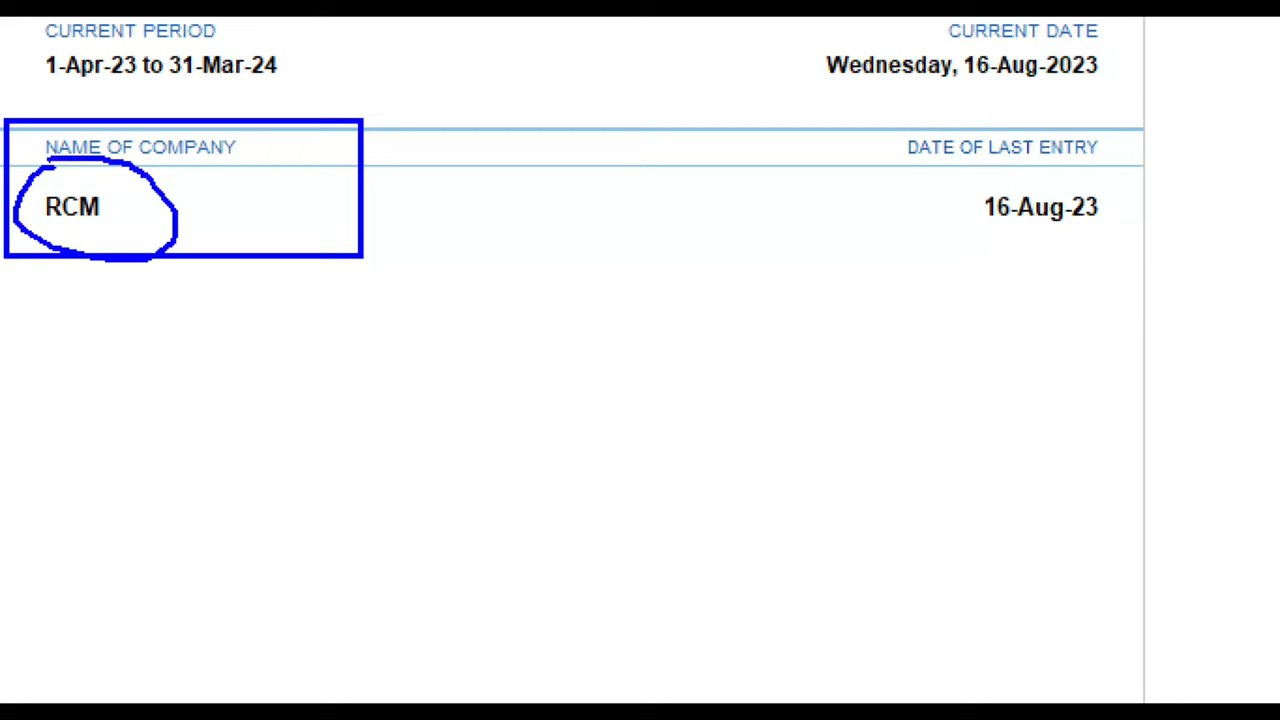 CURRENT PERIOD CURRENT DATE
1-Apr-23 to 31-Mar-24 Wednesday, 16-Aug-2023
NAME OF COMPANY DATE OF LAST ENTRY
RCM 16-Aug-23